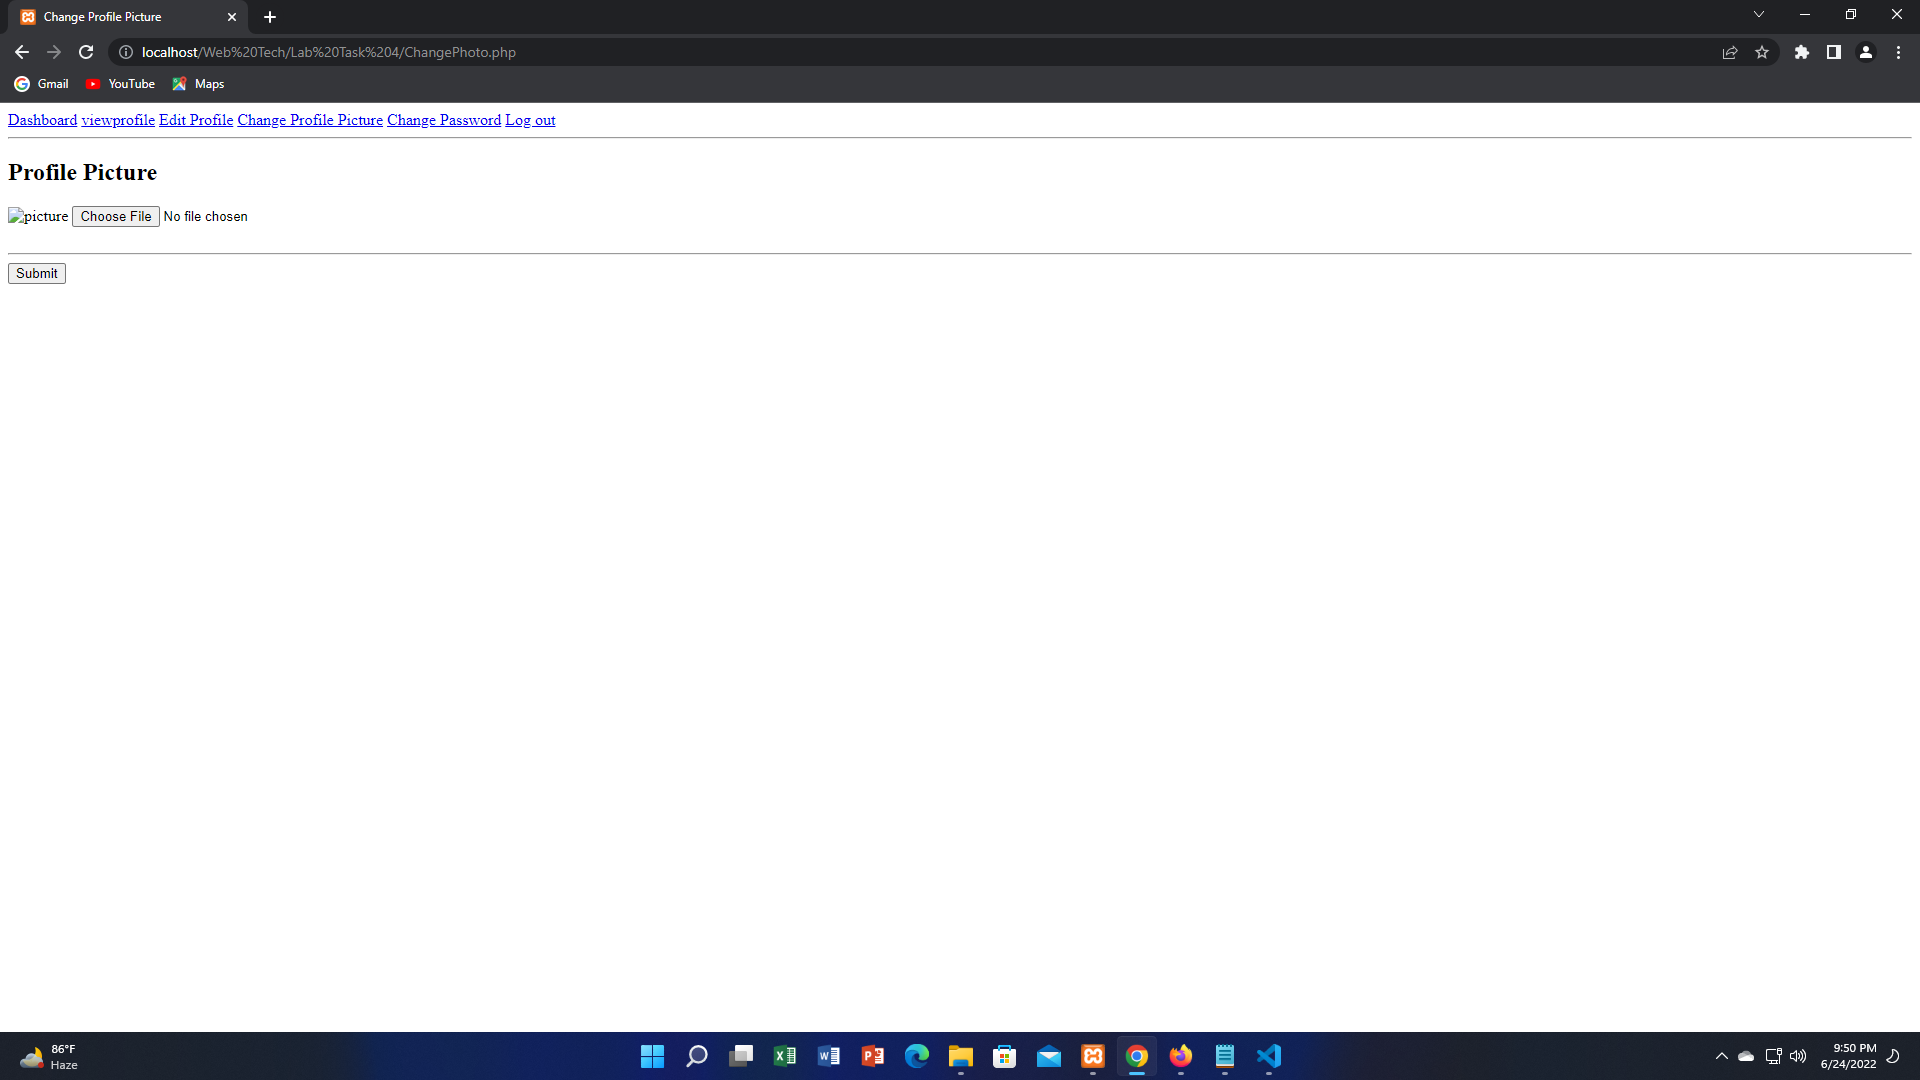 Change Profile Picture
localhost/Web%20Tech/Lab%20Task%204/ChangePhoto.php
Gmail YouTube Maps
Dashboard viewprofile Edit Profile Change Profile Picture Change Password Log out
Profile Picture
picture Choose File No file chosen
Submit
86°F
Haze
9:50 PM
6/24/2022